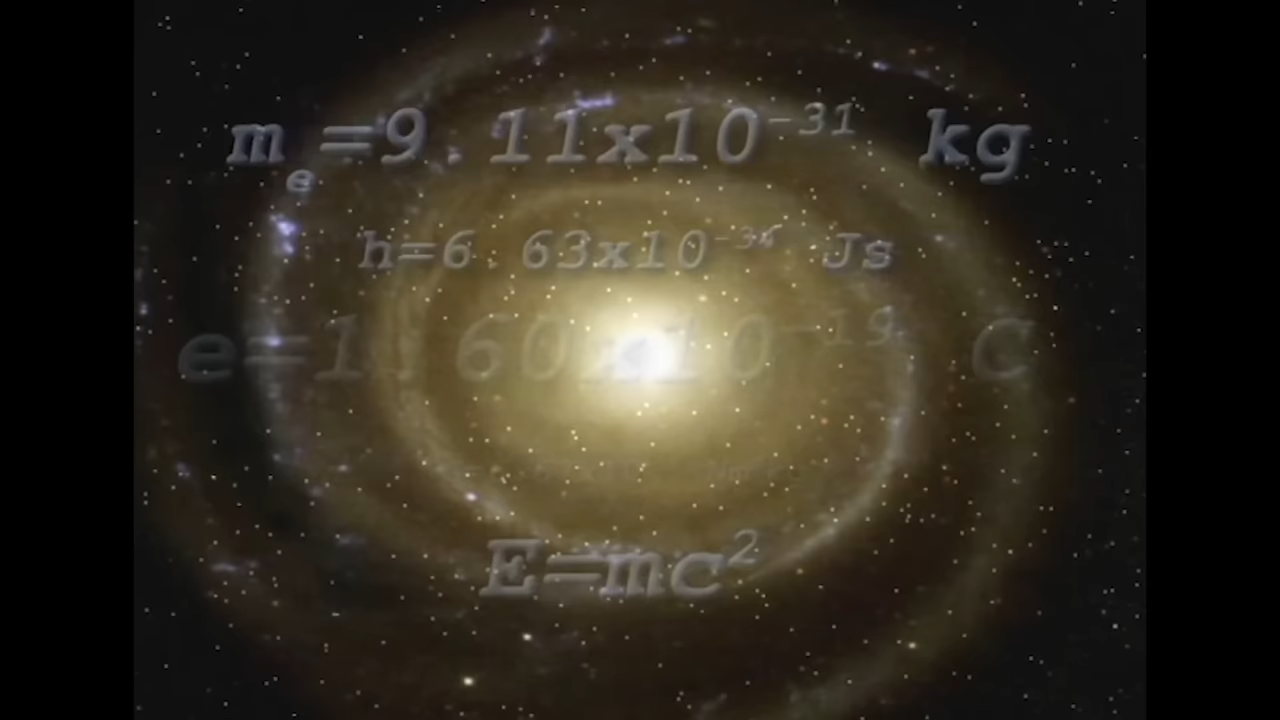 mₑ=9.11x10⁻³¹ kg
h=6.63x10⁻³⁴ Js
e=1.60x10⁻¹⁹ C
E=mc²